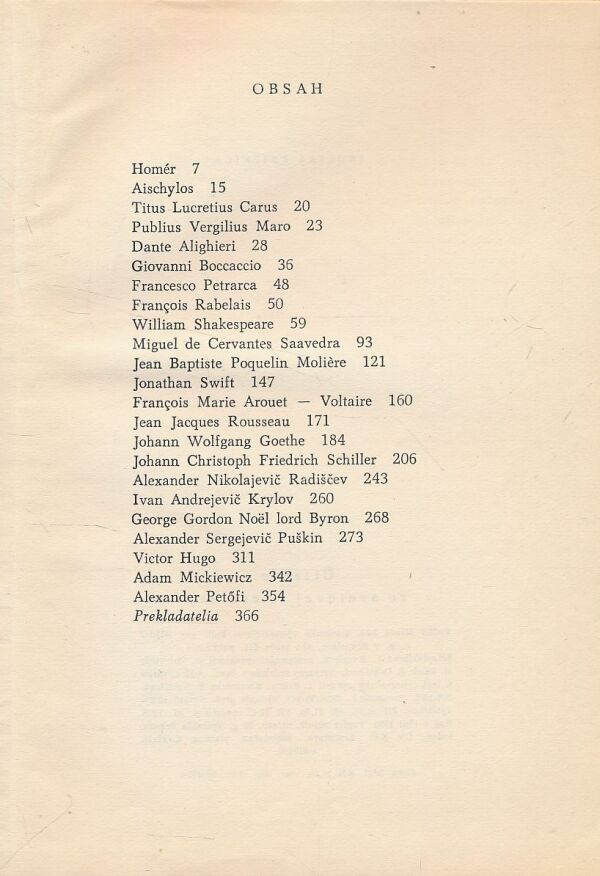 OBSAH
Homér 7
Aischylos 15
Titus Lucretius Carus 20
Publius Vergilius Maro 23
Dante Alighieri 28
Giovanni Boccaccio 36
Francesco Petrarca 48
François Rabelais 50
William Shakespeare 59
Miguel de Cervantes Saavedra 93
Jean Baptiste Poquelin Molière 121
Jonathan Swift 147
François Marie Arouet — Voltaire 160
Jean Jacques Rousseau 171
Johann Wolfgang Goethe 184
Johann Christoph Friedrich Schiller 206
Alexander Nikolajevič Radiščev 243
Ivan Andrejevič Krylov 260
George Gordon Noël lord Byron 268
Alexander Sergejevič Puškin 273
Victor Hugo 311
Adam Mickiewicz 342
Alexander Petőfi 354
Prekladatelia 366